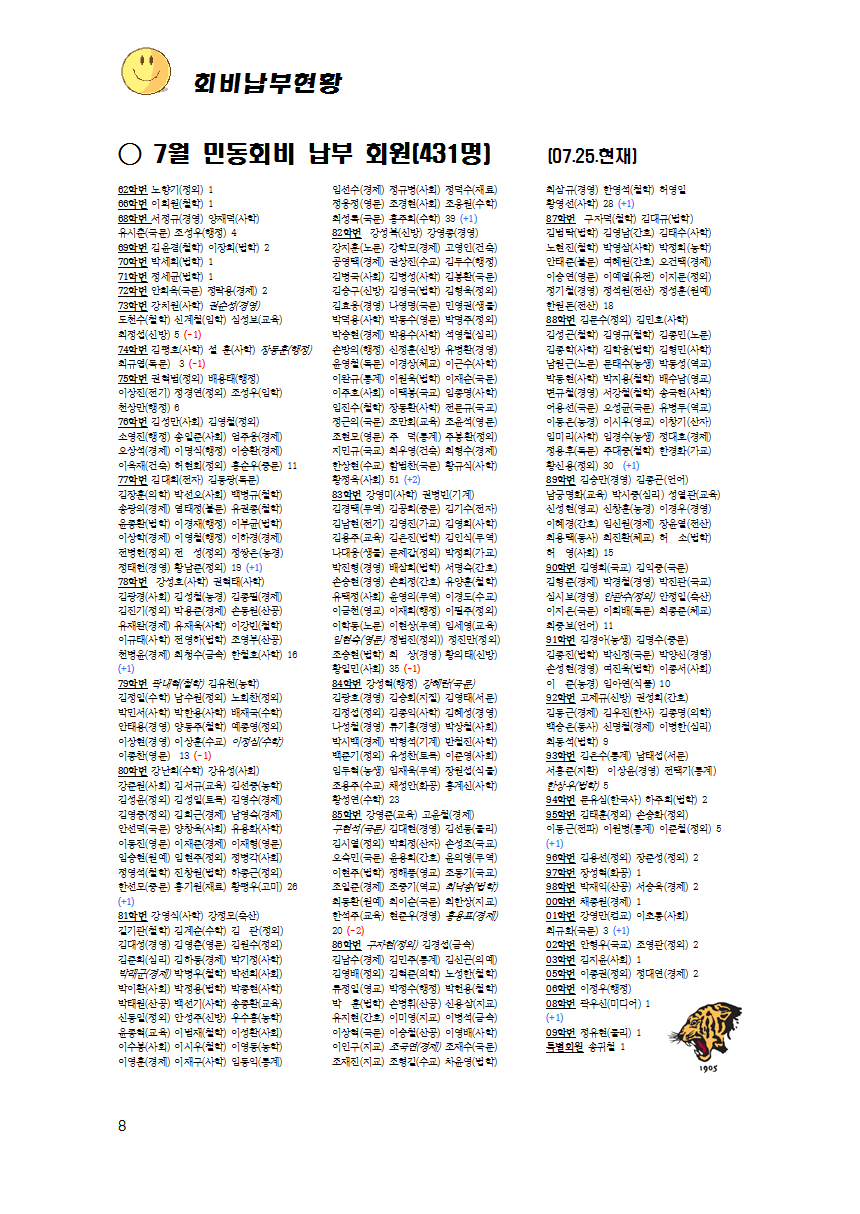 회비납부현황
○ 7월 민동회비 납부 회원(431명) (07.25.현재)
62학번 노향기(정외) 1
66학번 이희원(철학) 1
68학번 서정규(경영) 양재덕(사학)
유시춘(국문) 조성우(행정) 4
69학번 김윤겸(철학) 이장희(법학) 2
70학번 박세희(법학) 1
71학번 정세균(법학) 1
72학번 안희옥(국문) 정락용(경제) 2
73학번 강치원(사학) 권순성(경영)
도천수(철학) 신계철(임학) 심성보(교육)
최정섭(신방) 5 (-1)
74학번 김평호(사학) 설 훈(사학) 장동훈(행정)
최규엽(독문) 3 (-1)
75학번 권혁범(정외) 배용태(행정)
이상진(전기) 정경연(정외) 조성우(임학)
천상만(행정) 6
76학번 김성만(사회) 김영철(정외)
소영진(행정) 송일준(사회) 엄주웅(경제)
오상석(경제) 이명식(행정) 이승환(경제)
이옥재(건축) 허현회(정외) 홍순우(중문) 11
77학번 김대희(전자) 김동광(독문)
김장훈(의학) 박선오(사회) 백병규(철학)
송광의(경제) 염태정(불문) 유권종(철학)
윤종환(법학) 이경재(행정) 이부균(법학)
이상학(경제) 이영철(행정) 이하경(경제)
전병헌(정외) 전 성(정외) 정쌍은(농경)
정태헌(경영) 황남준(정외) 19 (+1)
78학번 강성호(사학) 권혁태(사학)
김광경(사회) 김성철(농경) 김종필(경제)
김진기(정외) 박용준(경제) 손동원(산공)
유재완(경제) 유재욱(사학) 이강빈(철학)
이규태(사학) 전영하(법학) 조영부(산공)
천병윤(경제) 최청수(금속) 한철호(사학) 16
(+1)
79학번 곽내혁(철학) 김유천(농학)
김정일(수학) 남수원(정외) 노회찬(정외)
박민서(사학) 박한용(사학) 배재국(수학)
안태용(경영) 양동주(철학) 예종영(정외)
이상현(경영) 이상훈(수교) 이정심(수학)
이종찬(영문) 13 (-1)
80학번 강난희(수학) 강유성(사회)
강준원(사회) 김서규(교육) 김선중(농학)
김성윤(정외) 김성일(토목) 김영수(경제)
김영중(정외) 김희근(경제) 남영숙(경제)
안선덕(국문) 양창욱(사회) 유용화(사학)
이동진(영문) 이재준(경제) 이재형(영문)
임승현(원예) 임현주(정외) 정병각(사회)
정영석(철학) 진창원(법학) 하종근(정외)
한선모(중문) 홍기원(재료) 황평우(고미) 26
(+1)
81학번 강영식(사학) 강정모(축산)
길기관(철학) 김계순(수학) 김 관(정외)
김대성(경영) 김영춘(영문) 김원수(정외)
김준희(심리) 김하동(경제) 박기정(사학)
박래군(경제) 박병우(철학) 박선희(사회)
박이환(사회) 박정용(법학) 박종현(사학)
박태원(산공) 백선기(사학) 송종환(교육)
신동일(정외) 안성주(신방) 우수홍(농학)
윤종혁(교육) 이범재(철학) 이성환(사회)
이수봉(사회) 이시우(철학) 이영동(농학)
이영훈(경제) 이재구(사학) 임동익(통계)
임선수(경제) 정규범(사회) 정덕수(재료)
정웅정(영문) 조경현(사회) 조응원(수학)
최성록(국문) 홍주희(수학) 39 (+1)
82학번 강성복(신방) 강영중(경영)
강지훈(노문) 강학모(경제) 고영인(건축)
공영택(경제) 권상진(수교) 김두수(행정)
김병국(사회) 김병성(사학) 김봉환(국문)
김승구(신방) 김영국(법학) 김형욱(정외)
김효웅(경영) 나영명(국문) 민영권(생물)
박덕용(사학) 박동수(영문) 박명주(정외)
박승현(경제) 박용수(사학) 석영철(심리)
손방의(행정) 신정훈(신방) 유병환(경영)
윤영철(독문) 이경상(체교) 이근수(사학)
이완규(통계) 이원욱(법학) 이재순(국문)
이주호(사회) 이택봉(국교) 임종명(사학)
임진수(철학) 장동환(사학) 전문규(국교)
정근의(국문) 조만희(교육) 조윤석(영문)
조현모(영문) 주 덕(통계) 주봉환(정외)
지민규(국교) 최우영(건축) 최형수(경제)
한상현(수교) 함범찬(국문) 황규식(사학)
황정욱(사회) 51 (+2)
83학번 강영미(사학) 권병빈(기계)
김경택(무역) 김공희(중문) 김기수(전자)
김남현(전기) 김영진(가교) 김영희(사학)
김용주(교육) 김은진(법학) 김인식(무역)
나대웅(생물) 문제갑(정외) 박정희(가교)
박진형(경영) 배삼희(법학) 서명숙(간호)
손승현(경영) 손희정(간호) 유양훈(철학)
유택정(사회) 윤영의(무역) 이경도(수교)
이금천(영교) 이재희(행정) 이필주(정외)
이학동(노문) 이현상(무역) 임세영(교육)
임현숙(영문) 정범진(정외)) 정진만(정외)
조승현(법학) 최 상(경영) 황의태(신방)
황일민(사회) 35 (-1)
84학번 강성혁(행정) 강혜란(국문)
김광호(경영) 김승희(지질) 김영태(서문)
김정섭(정외) 김종익(사학) 김혜성(경영)
나성철(경영) 류기홍(경영) 박상철(사회)
박시백(경제) 박형석(기계) 반철진(사학)
백준기(정외) 유성찬(토목) 이준영(사회)
임두혁(농생) 임재욱(무역) 장원섭(식품)
조용주(수교) 채성안(화공) 홍계신(사학)
황성연(수학) 23
85학번 강영준(교육) 고운철(경제)
구현석(국문) 김대현(경영) 김선동(물리)
김시열(정외) 박희정(산자) 손성조(국교)
오숙민(국문) 윤용희(간호) 윤의영(무역)
이현주(법학) 정해룡(영교) 조동기(국교)
조일준(경제) 조중기(역교) 최낙승(법학)
최동환(원예) 최이순(국문) 최한상(지교)
한석주(교육) 현준우(경영) 홍용표(경제)
20 (-2)
86학번 구자현(정외) 김경섭(금속)
김남수(경제) 김민주(통계) 김신곤(의예)
김영배(정외) 김혁준(의학) 노성한(철학)
류정일(영교) 박정수(행정) 박헌용(철학)
박 훈(법학) 손병휘(산공) 신용삼(지교)
유지현(간호) 이미영(지교) 이병석(금속)
이상혁(국문) 이승철(산공) 이영배(사학)
이인구(지교) 조국연(경제) 조재수(국문)
조재진(지교) 조형길(수교) 차윤영(법학)
최삼규(경영) 한영석(철학) 허영일
황영선(사학) 28 (+1)
87학번 구자덕(철학) 김대규(법학)
김범탁(법학) 김영남(간호) 김태수(사학)
노현진(철학) 박영삼(사학) 박정희(농학)
안태준(불문) 여혜원(간호) 오건택(경제)
이승연(영문) 이예열(유전) 이지문(정외)
정기철(경영) 정석원(전산) 정성훈(원예)
한원돈(전산) 18
88학번 김문수(정외) 김민호(사학)
김성곤(철학) 김영규(철학) 김종민(노문)
김종학(사학) 김학웅(법학) 김형민(사학)
남원근(노문) 문태수(농생) 박동성(역교)
박동현(사학) 박지용(철학) 배수남(영교)
변규철(경영) 서강철(철학) 송국현(사학)
어용선(국문) 오성균(국문) 유병두(역교)
이동은(농경) 이시우(영교) 이창기(산자)
임미리(사학) 임경수(농생) 정대호(경제)
정용후(독문) 주대중(철학) 한경화(가교)
황신용(정외) 30 (+1)
89학번 김승만(경영) 김종근(언어)
남궁명화(교육) 박시중(심리) 성열관(교육)
신성현(영교) 신창훈(농경) 이경우(경영)
이혜경(간호) 임신원(경제) 장윤열(전산)
최용택(동사) 최진환(체교) 허 소(법학)
허 영(사회) 15
90학번 김영희(국교) 김익중(국문)
김형준(경제) 박경철(경영) 박진관(국교)
심시보(경영) 안관수(정외) 안정일(축산)
이지은(국문) 이희배(독문) 최종준(체교)
최중보(언어) 11
91학번 김경아(농생) 김명수(중문)
김종진(법학) 박신정(국문) 박양신(경영)
손성현(경영) 여진욱(법학) 이종서(사회)
이 준(농경) 임아연(식품) 10
92학번 고제규(신방) 권성희(간호)
김동근(경제) 김우진(한사) 김종명(의학)
백승은(동사) 신명철(경제) 이병한(심리)
최동석(법학) 9
93학번 김은수(통계) 남태섭(서문)
서홍준(지환) 이상윤(경영) 전택기(통계)
한상우(법학) 5
94학번 문유심(한국사) 하주희(법학) 2
95학번 김태훈(정외) 손승화(정외)
이동근(전파) 이원병(통계) 이준철(정외) 5
(+1)
96학번 김용선(정외) 장준성(정외) 2
97학번 장성혁(화공) 1
98학번 박재익(산공) 서승욱(경제) 2
00학번 채종원(경제) 1
01학번 강영만(컴교) 이초롱(사회)
최규화(국문) 3 (+1)
02학번 안형우(국교) 조영관(정외) 2
03학번 김지윤(사회) 1
05학번 이종권(정외) 정대연(경제) 2
06학번 이정우(행정)
08학번 곽우신(미디어) 1
(+1)
09학번 정유현(물리) 1
특별회원 송귀철 1
1905
8